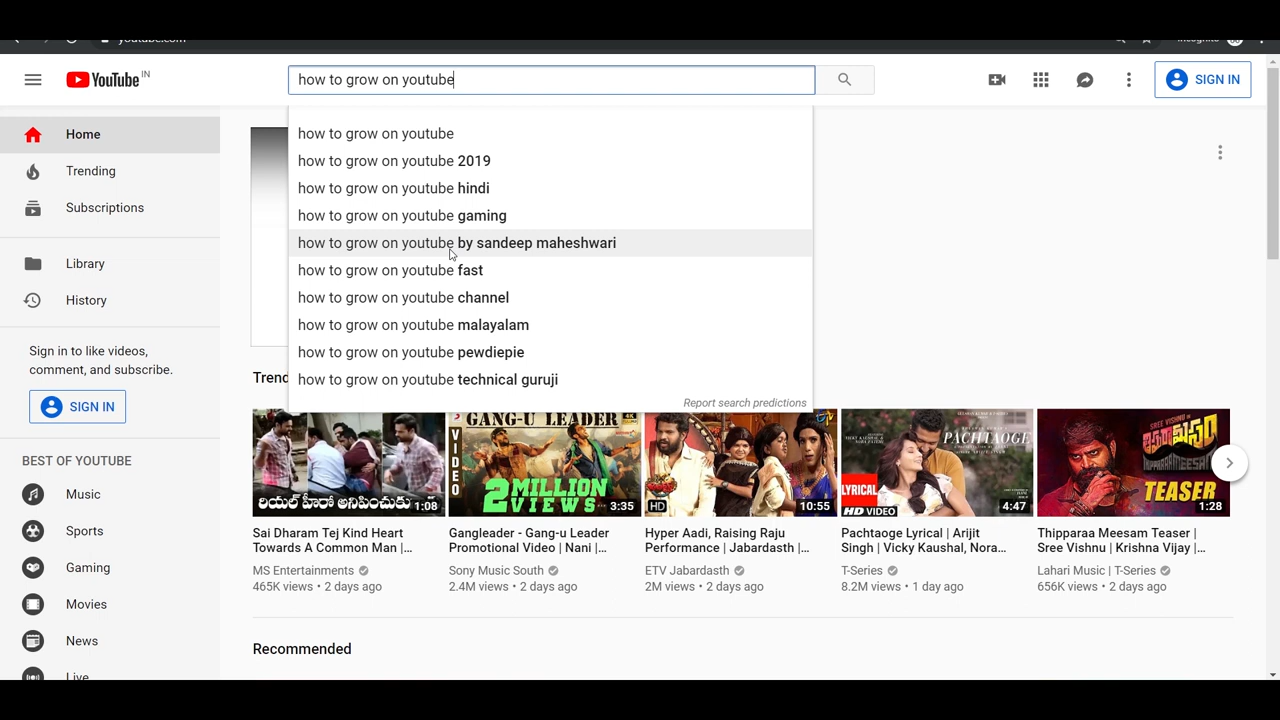 YouTube IN
how to grow on youtube
SIGN IN
Home
Trending
Subscriptions
Library
History
Sign in to like videos,
comment, and subscribe.
SIGN IN
BEST OF YOUTUBE
Music
Sports
Gaming
Movies
News
Live
how to grow on youtube
how to grow on youtube 2019
how to grow on youtube hindi
how to grow on youtube gaming
how to grow on youtube by sandeep maheshwari
how to grow on youtube fast
how to grow on youtube channel
how to grow on youtube malayalam
how to grow on youtube pewdiepie
how to grow on youtube technical guruji
Report search predictions
Trend
రియల్ హీరో అనిపించుకు
1:08
Sai Dharam Tej Kind Heart
Towards A Common Man |...
MS Entertainments
465K views • 2 days ago
GANG-U LEADER
VIDEO
2 MILLION
VIEWS
3:35
Gangleader - Gang-u Leader
Promotional Video | Nani |...
Sony Music South
2.4M views • 2 days ago
HD
10:55
Hyper Aadi, Raising Raju
Performance | Jabardasth |...
ETV Jabardasth
2M views • 2 days ago
PACHTAOGE
LYRICAL
HD VIDEO
4:47
Pachtaoge Lyrical | Arijit
Singh | Vicky Kaushal, Nora...
T-Series
8.2M views • 1 day ago
TEASER
1:28
Thipparaa Meesam Teaser |
Sree Vishnu | Krishna Vijay |...
Lahari Music | T-Series
656K views • 2 days ago
Recommended